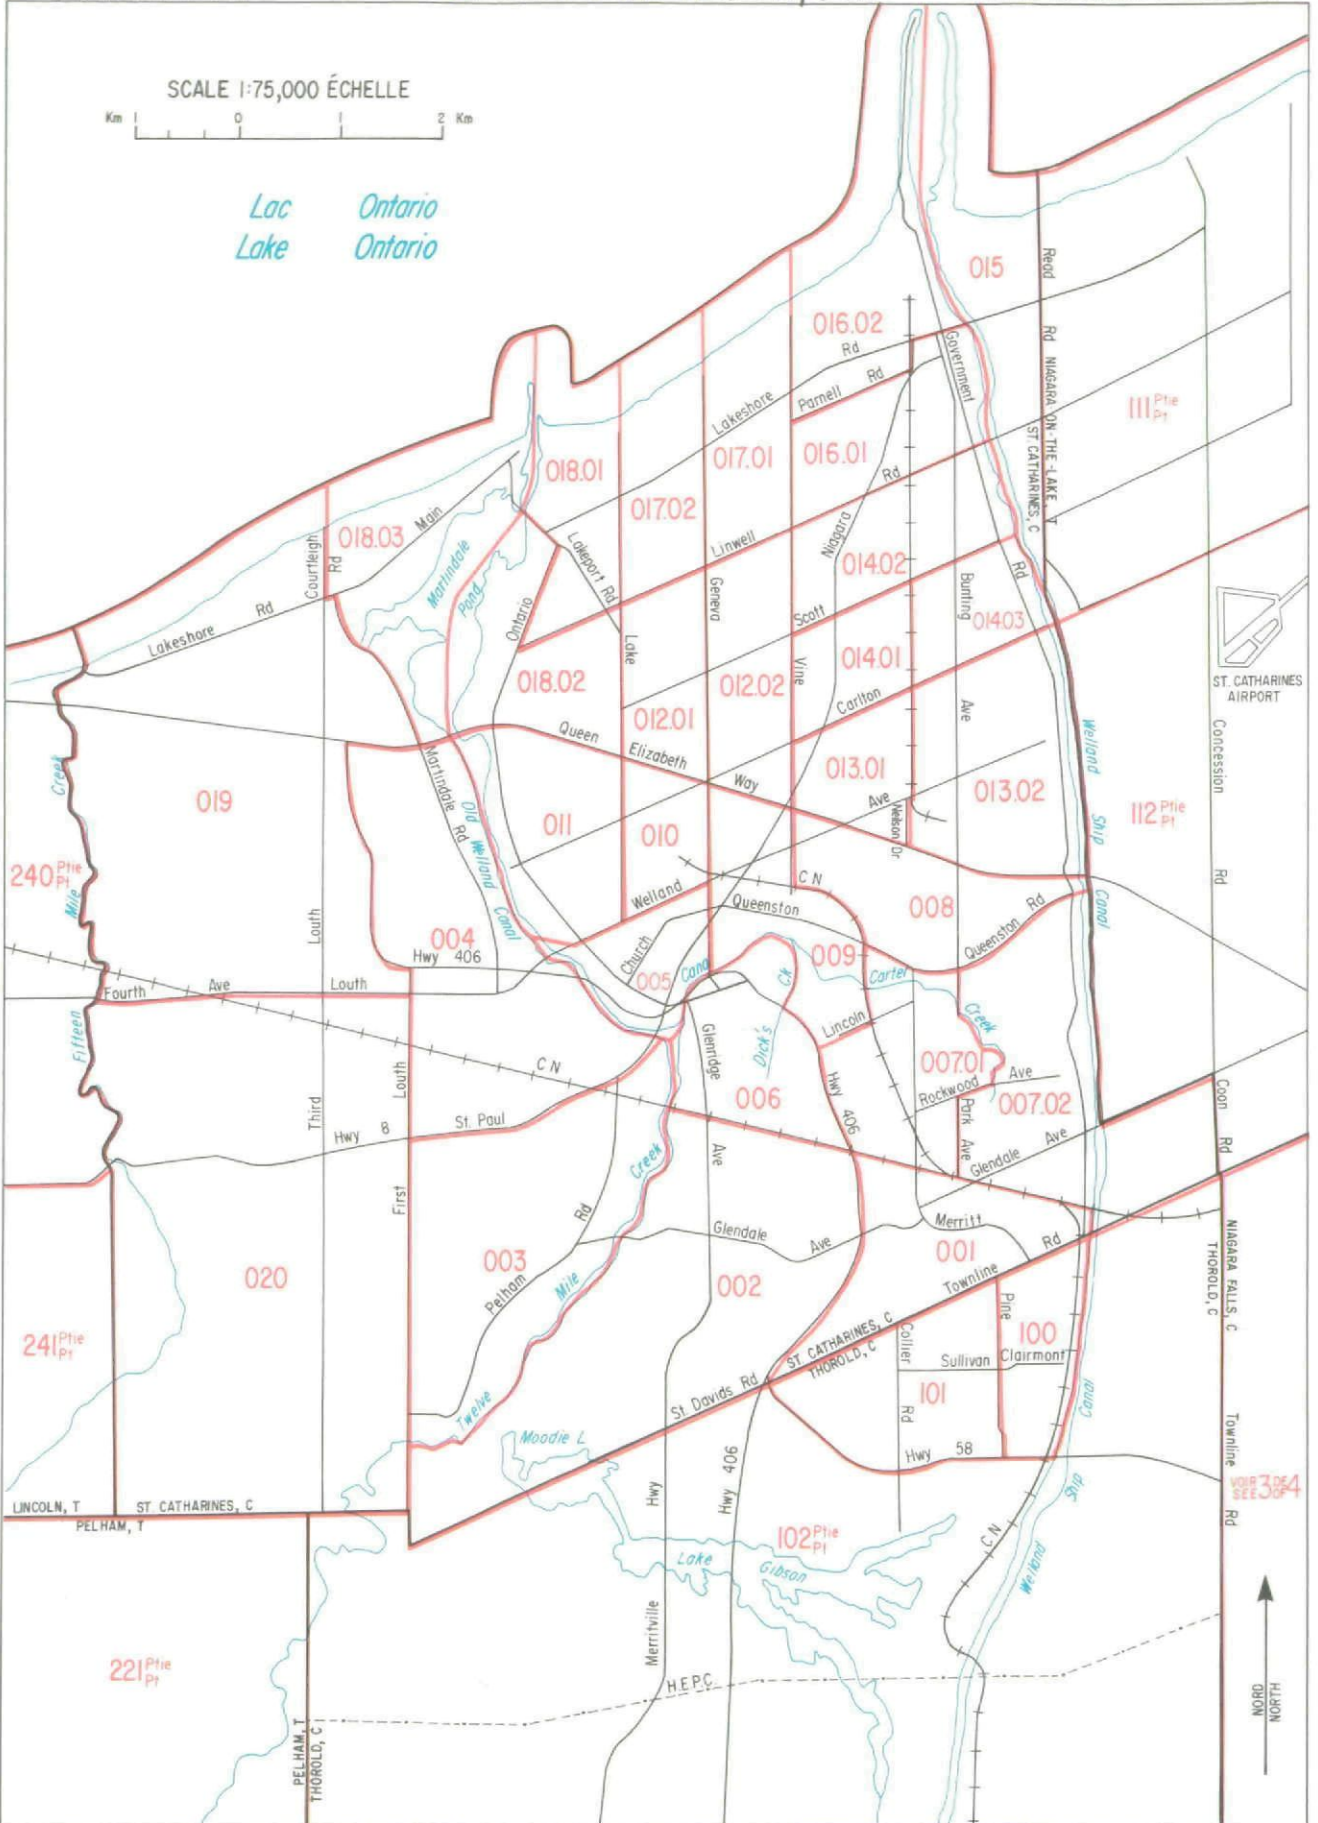 SCALE 1:75,000 ÉCHELLE
Km 1 0 1 2 Km
Lac Ontario
Lake Ontario
015
Read Rd
NIAGARA-ON-THE-LAKE, T
ST. CATHARINES, C
016.02
Lakeshore Rd
Government Rd
Parnell Rd
111 Ptie
Pt
018.01
017.01
016.01
017.02
Linwell Rd
018.03
Main
Courtleigh Rd
Martindale Pond
Lakeport Rd
Niagara
014.02
Lakeshore Rd
Ontario
Geneva
Scott
Bunting Ave
014.03
Lake
Vine
014.01
018.02
012.02
ST. CATHARINES
AIRPORT
012.01
Carlton
Queen Elizabeth Way
Martindale Rd
Welland Ship Canal
Concession Rd
Fifteen Mile Creek
019
011
010
013.01
013.02
Ave
Neilson Dr
112 Ptie
Pt
Old Welland Canal
240 Ptie
Pt
C N
Welland
Queenston
008
Queenston Rd
Louth
004
Hwy 406
Church
009
005
Canal
Ck
Carter
Creek
Fourth Ave Louth
Dick's
Lincoln
Glenridge Ave
007.01
Rockwood Ave
C N
Third
Louth
First
006
Hwy 406
Park Ave
007.02
Coon Rd
Hwy 8
St. Paul
Glendale Ave
Creek
Glendale Ave
Merritt
Pelham Rd
003
001
Mile
002
Townline Rd
020
NIAGARA FALLS, C
THOROLD, C
Pine
241 Ptie
Pt
ST. CATHARINES, C
THOROLD, C
Collier Rd
100
Sullivan
Clairmont
St. Davids Rd
101
Twelve
Canal
Moodie L
Hwy 58
Townline Rd
VOIR
SEE 3 DE
OF 4
Hwy 406
Hwy
LINCOLN, T
ST CATHARINES, C
PELHAM, T
Ship
102 Ptie
Pt
C N
Lake Gibson
Welland
Merrittville
221 Ptie
Pt
H.E.P.C.
NORD
NORTH
PELHAM, T
THOROLD, C